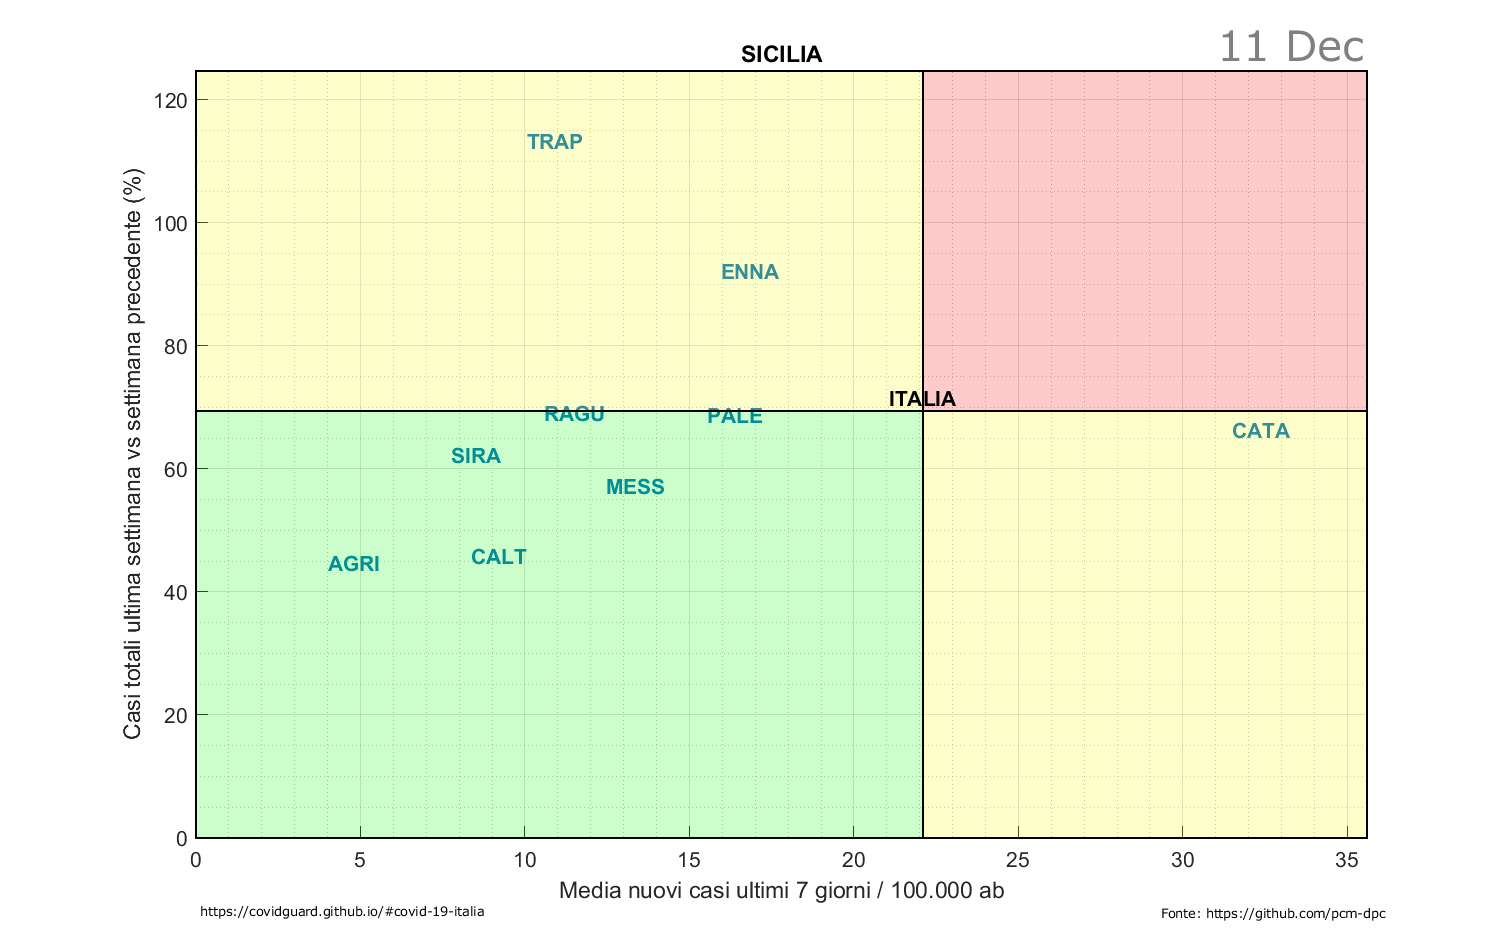 11 Dec
SICILIA
120
100
80
60
40
20
0
Casi totali ultima settimana vs settimana precedente (%)
TRAP
ENNA
ITALIA
RAGU
PALE
CATA
SIRA
MESS
CALT
AGRI
0 5 10 15 20 25 30 35
Media nuovi casi ultimi 7 giorni / 100.000 ab
https://covidguard.github.io/#covid-19-italia
Fonte: https://github.com/pcm-dpc